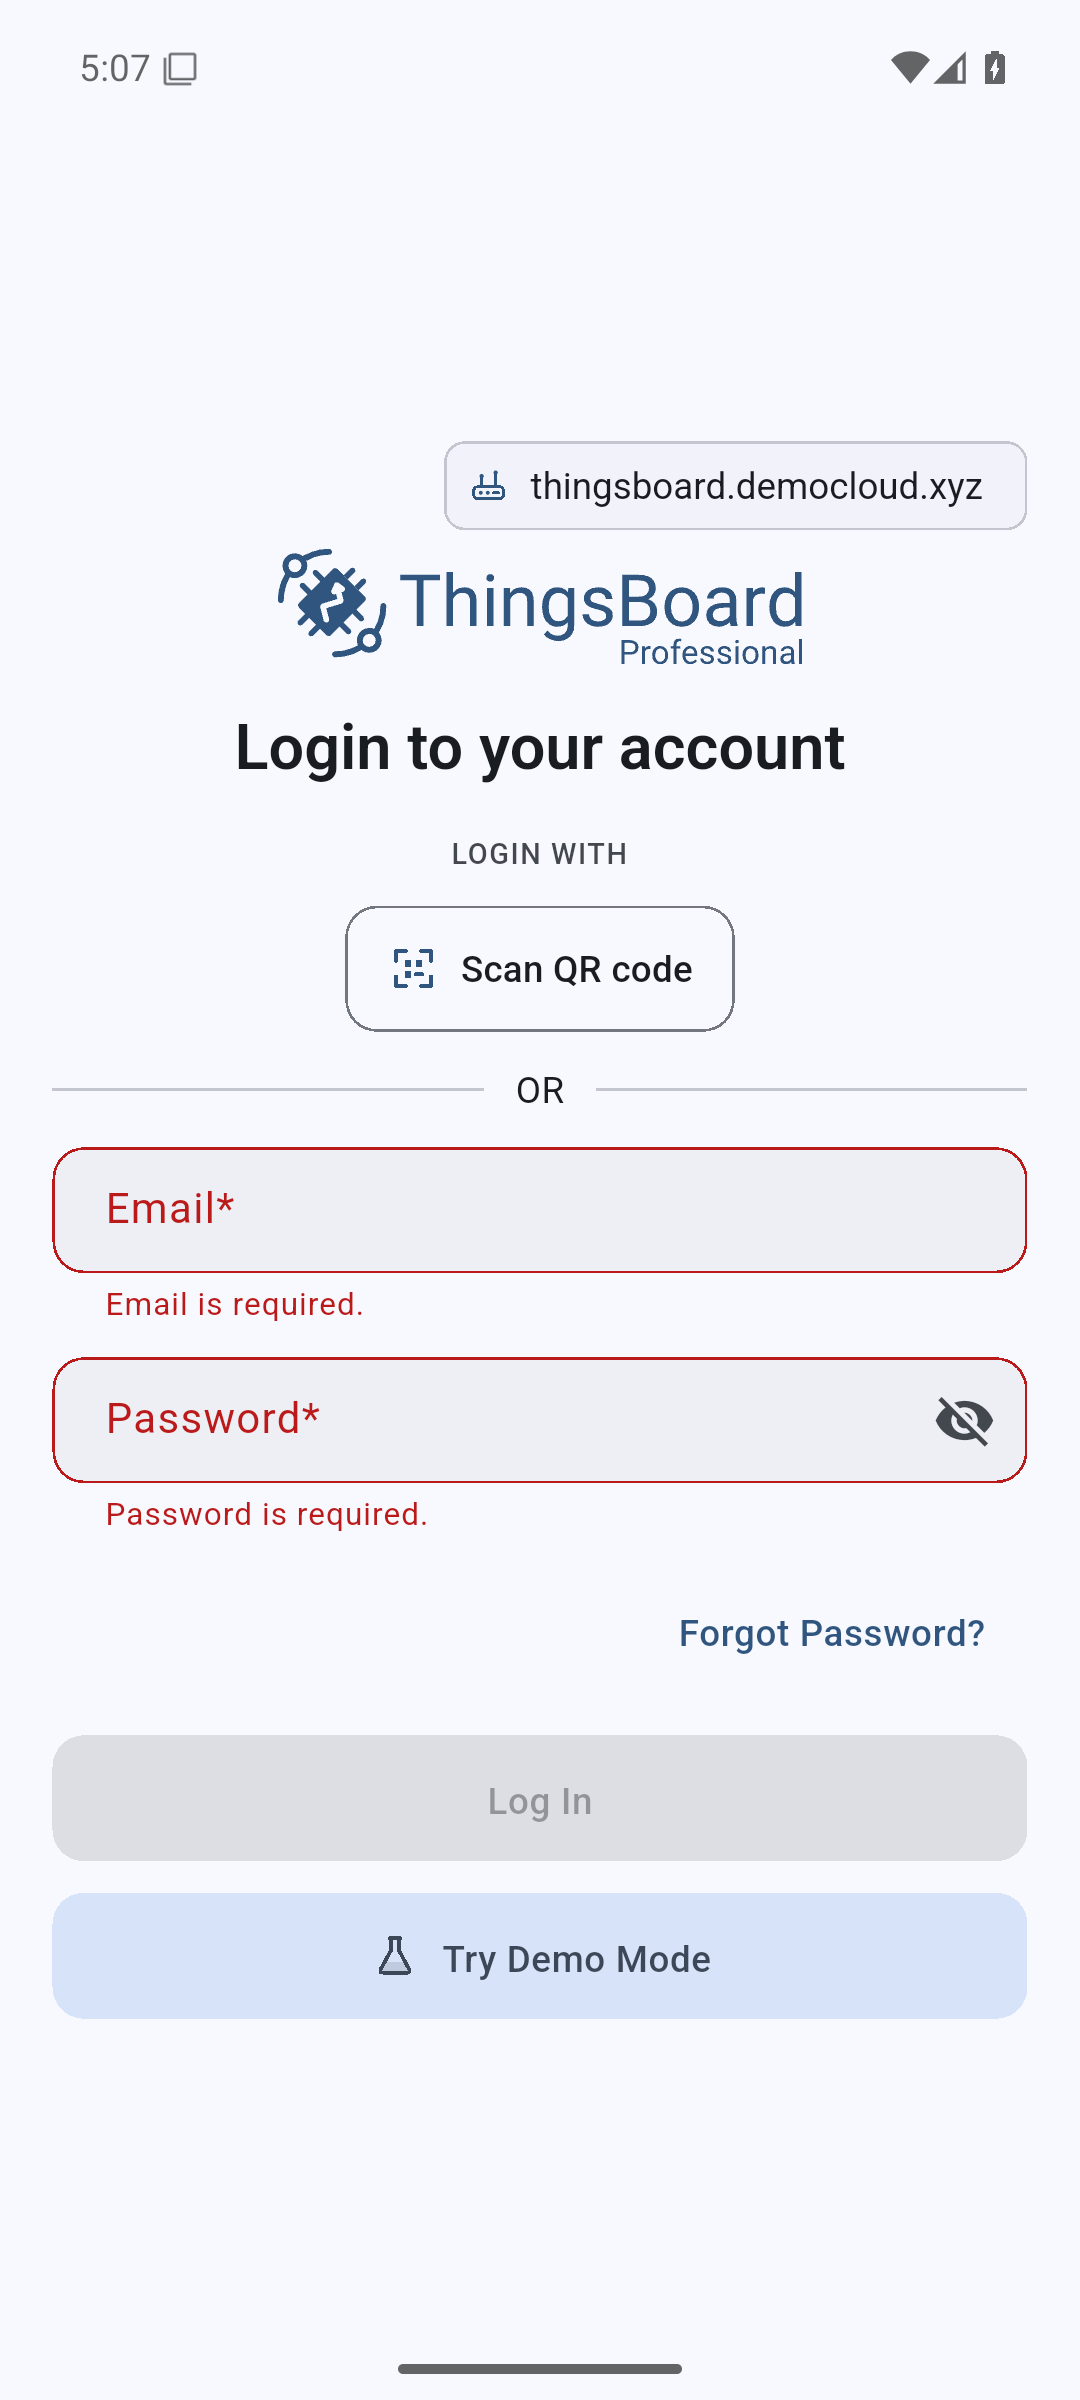 5:07
thingsboard.democloud.xyz
ThingsBoard
Professional
Login to your account
LOGIN WITH
Scan QR code
OR
Email*
Email is required.
Password*
Password is required.
Forgot Password?
Log In
Try Demo Mode